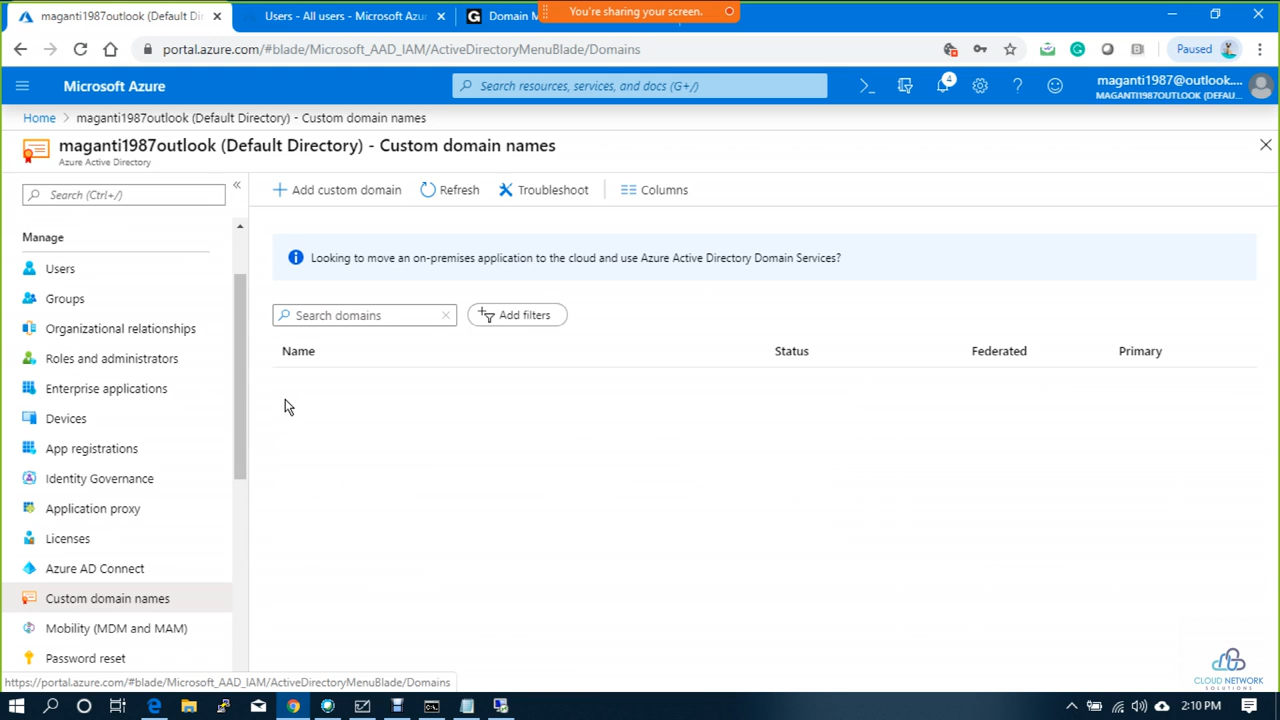 maganti1987outlook (Default Direc
Users - All users - Microsoft Azur
Domain M
You're sharing your screen.
portal.azure.com/#blade/Microsoft_AAD_IAM/ActiveDirectoryMenuBlade/Domains
Paused
Microsoft Azure
Search resources, services, and docs (G+/)
4
maganti1987@outlook....
MAGANTI1987OUTLOOK (DEFAU...
Home
maganti1987outlook (Default Directory) - Custom domain names
maganti1987outlook (Default Directory) - Custom domain names
Azure Active Directory
Search (Ctrl+/)
Add custom domain
Refresh
Troubleshoot
Columns
Manage
Users
Groups
Organizational relationships
Roles and administrators
Enterprise applications
Devices
App registrations
Identity Governance
Application proxy
Licenses
Azure AD Connect
Custom domain names
Mobility (MDM and MAM)
Password reset
Looking to move an on-premises application to the cloud and use Azure Active Directory Domain Services?
Search domains
Add filters
Name Status Federated Primary
https://portal.azure.com/#blade/Microsoft_AAD_IAM/ActiveDirectoryMenuBlade/Domains
CLOUD NETWORK
SOLUTIONS
2:10 PM